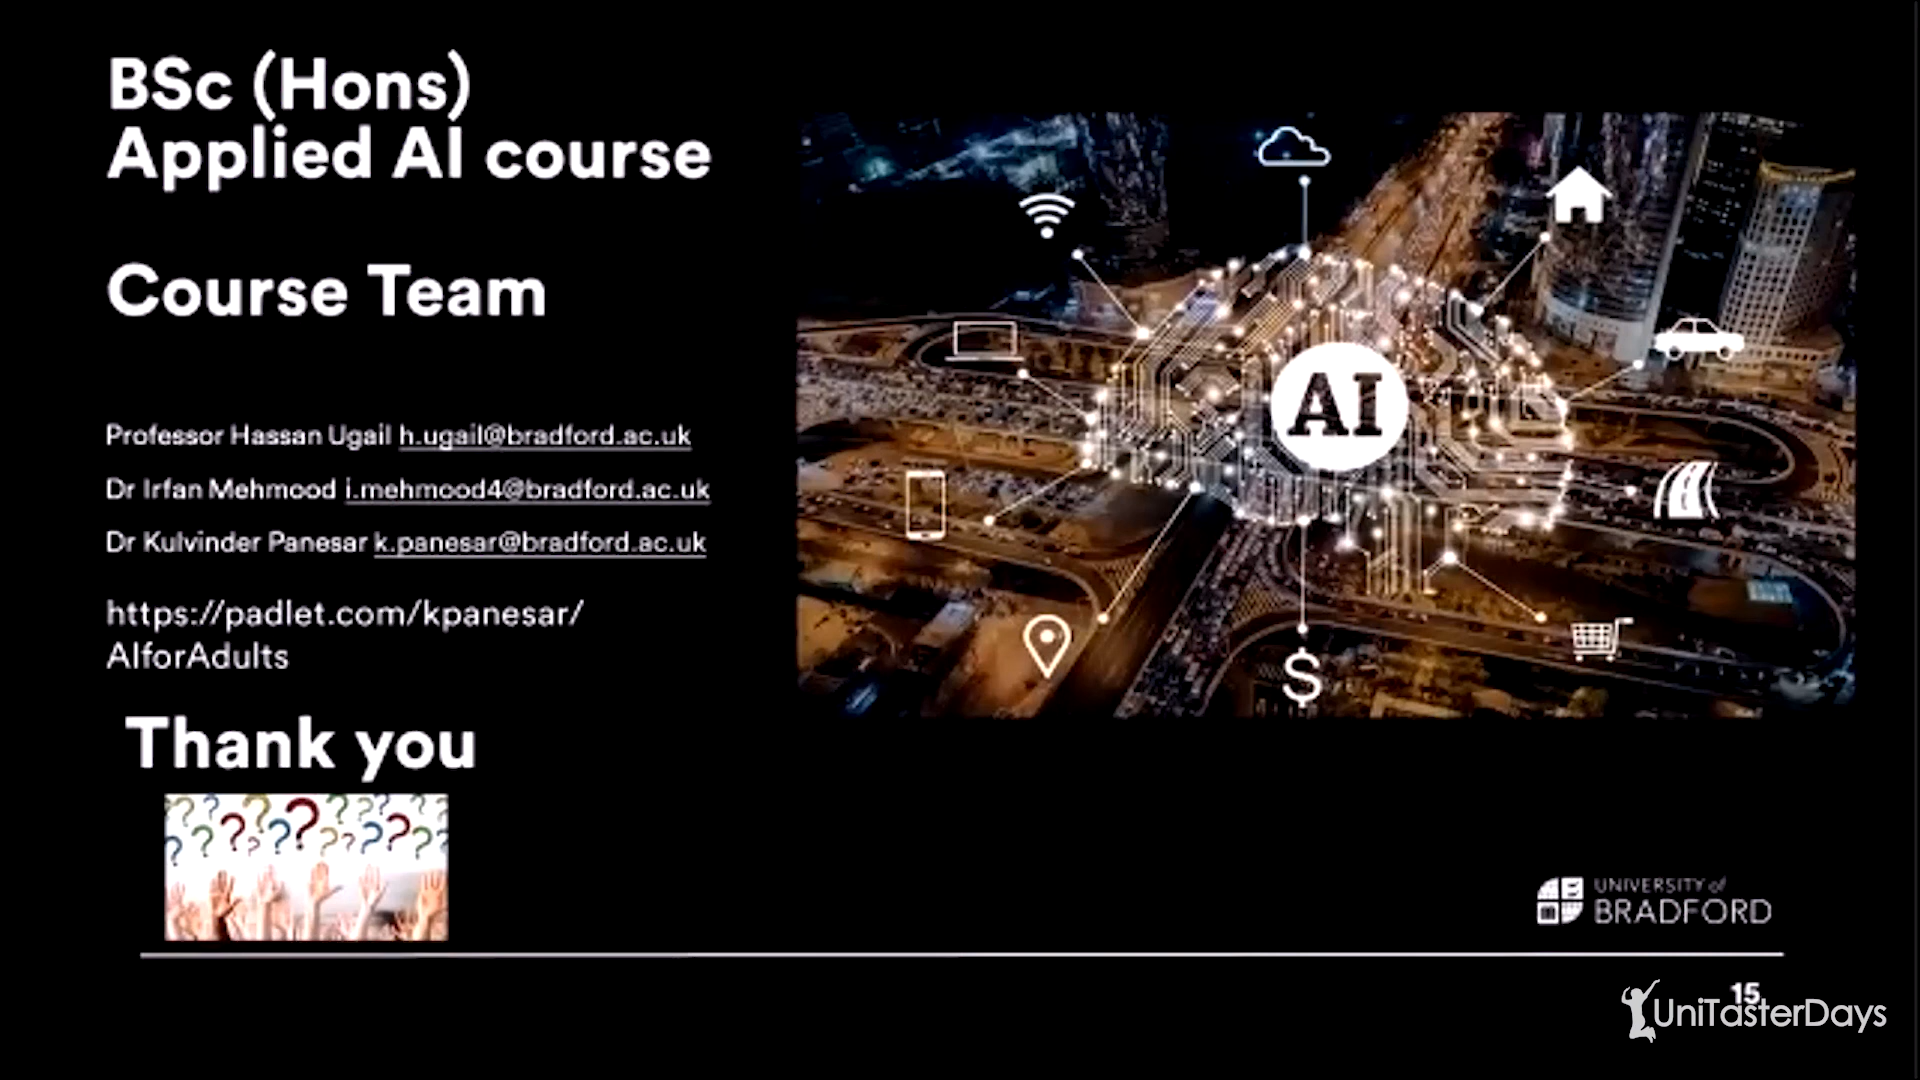 BSc (Hons)
Applied AI course
Course Team
Professor Hassan Ugail h.ugail@bradford.ac.uk
Dr Irfan Mehmood i.mehmood4@bradford.ac.uk
Dr Kulvinder Panesar k.panesar@bradford.ac.uk
https://padlet.com/kpanesar/
AIforAdults
Thank you
AI
$
? ? ? ? ? ? ? ? ? ? ? ? ? ? ? ?
UNIVERSITY of
BRADFORD
15
UniTasterDays